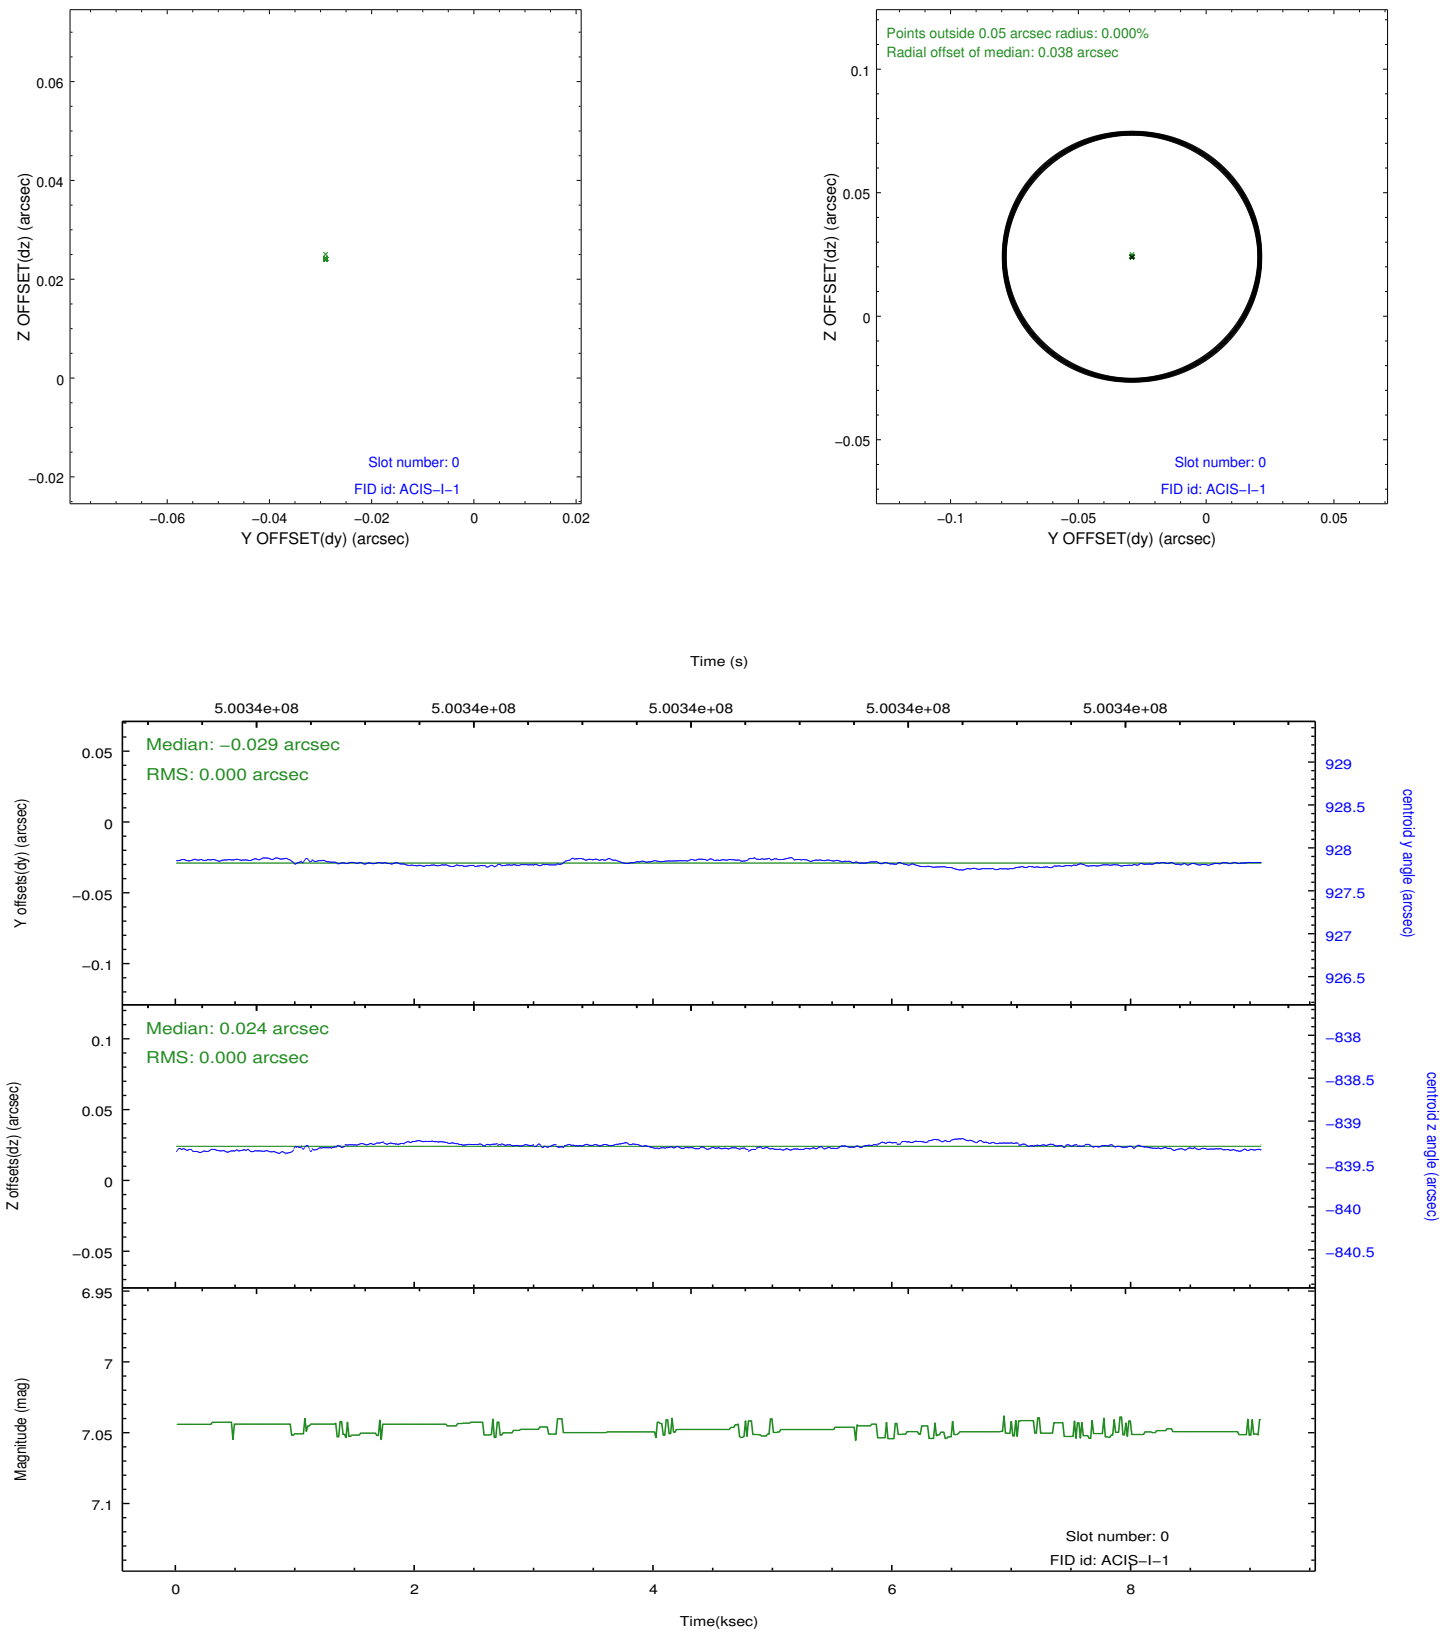 0.06
0.04
0.02
0
−0.02
Z OFFSET(dz) (arcsec)
Slot number: 0
FID id: ACIS−I−1
−0.06
−0.04
−0.02
0
0.02
Y OFFSET(dy) (arcsec)
Points outside 0.05 arcsec radius: 0.000%
Radial offset of median: 0.038 arcsec
0.1
0.05
0
−0.05
Z OFFSET(dz) (arcsec)
Slot number: 0
FID id: ACIS−I−1
−0.1
−0.05
0
0.05
Y OFFSET(dy) (arcsec)
Time (s)
5.0034e+08
5.0034e+08
5.0034e+08
5.0034e+08
5.0034e+08
Median: −0.029 arcsec
RMS: 0.000 arcsec
0.05
0
−0.05
−0.1
Y offsets(dy) (arcsec)
929
928.5
928
927.5
927
926.5
centroid y angle (arcsec)
Median: 0.024 arcsec
RMS: 0.000 arcsec
0.1
0.05
0
−0.05
Z offsets(dz) (arcsec)
−838
−838.5
−839
−839.5
−840
−840.5
centroid z angle (arcsec)
6.95
7
7.05
7.1
Magnitude (mag)
Slot number: 0
FID id: ACIS−I−1
0
2
4
6
8
Time(ksec)